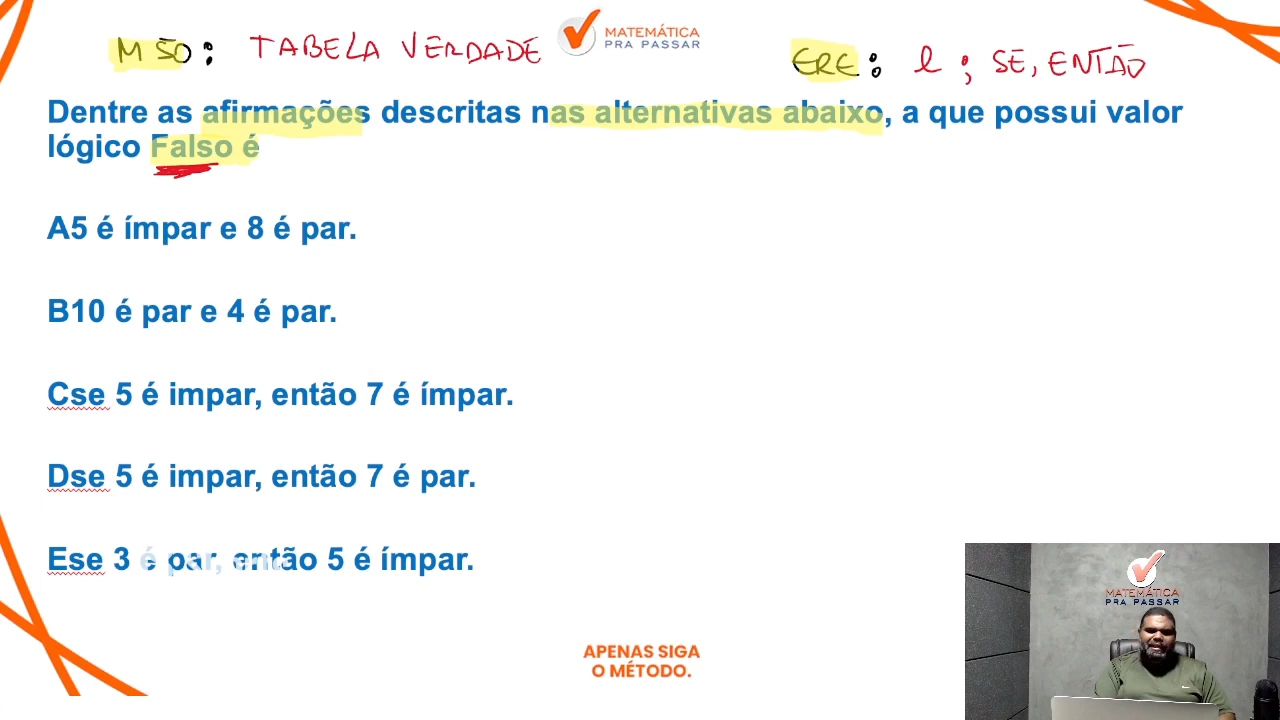 M SO: TABELA VERDADE
MATEMÁTICA
PRA PASSAR
CRE: e ; SE, ENTÃO
Dentre as afirmações descritas nas alternativas abaixo, a que possui valor
lógico Falso é
A5 é ímpar e 8 é par.
B10 é par e 4 é par.
Cse 5 é impar, então 7 é ímpar.
Dse 5 é impar, então 7 é par.
Ese 3 é par, então 5 é ímpar.
MATEMÁTICA
PRA PASSAR
APENAS SIGA
O MÉTODO.